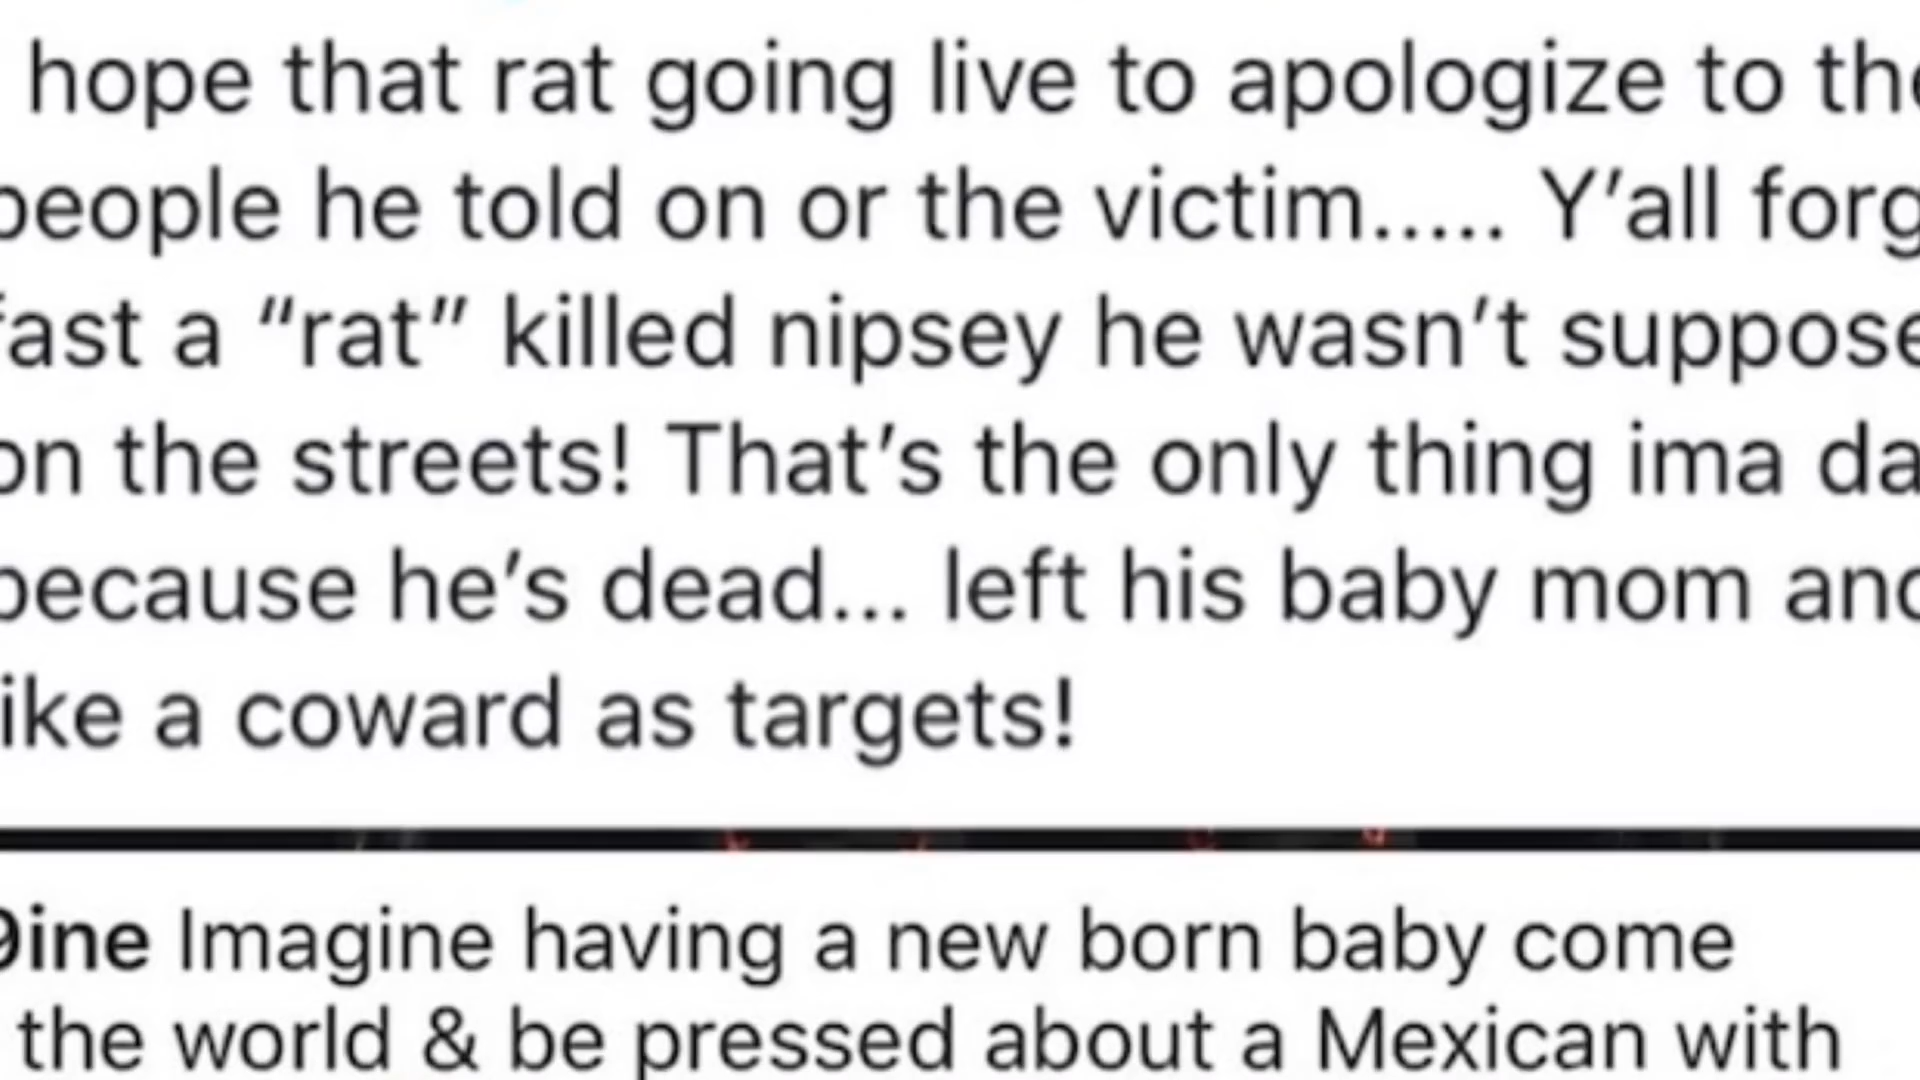 hope that rat going live to apologize to the
people he told on or the victim..... Y'all forg
fast a “rat” killed nipsey he wasn't suppose
on the streets! That's the only thing ima da
because he's dead... left his baby mom and
like a coward as targets!
9ine Imagine having a new born baby come
the world & be pressed about a Mexican with